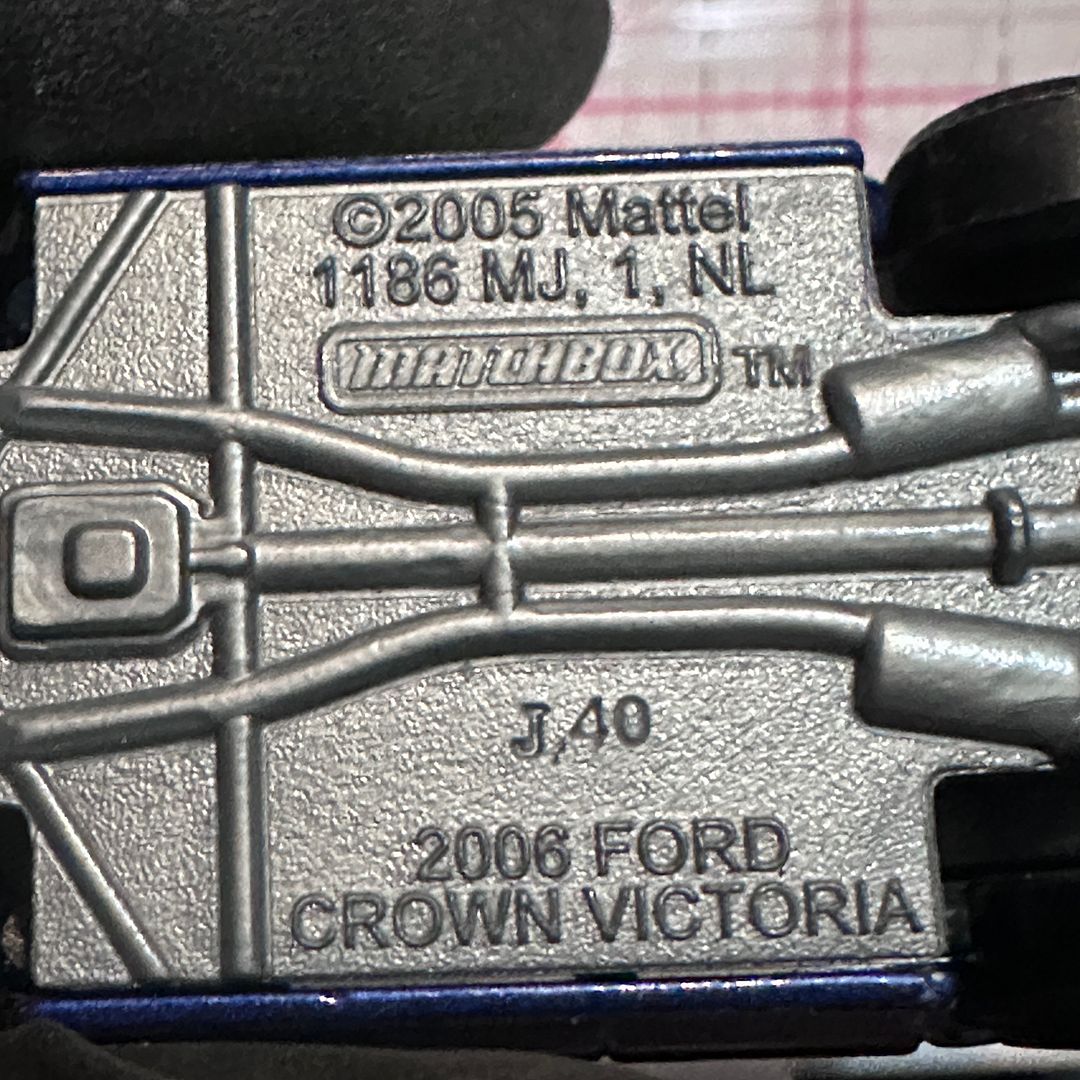 ©2005 Mattel
1186 MJ, 1, NL
MATCHBOX TM
J,40
2006 FORD
CROWN VICTORIA